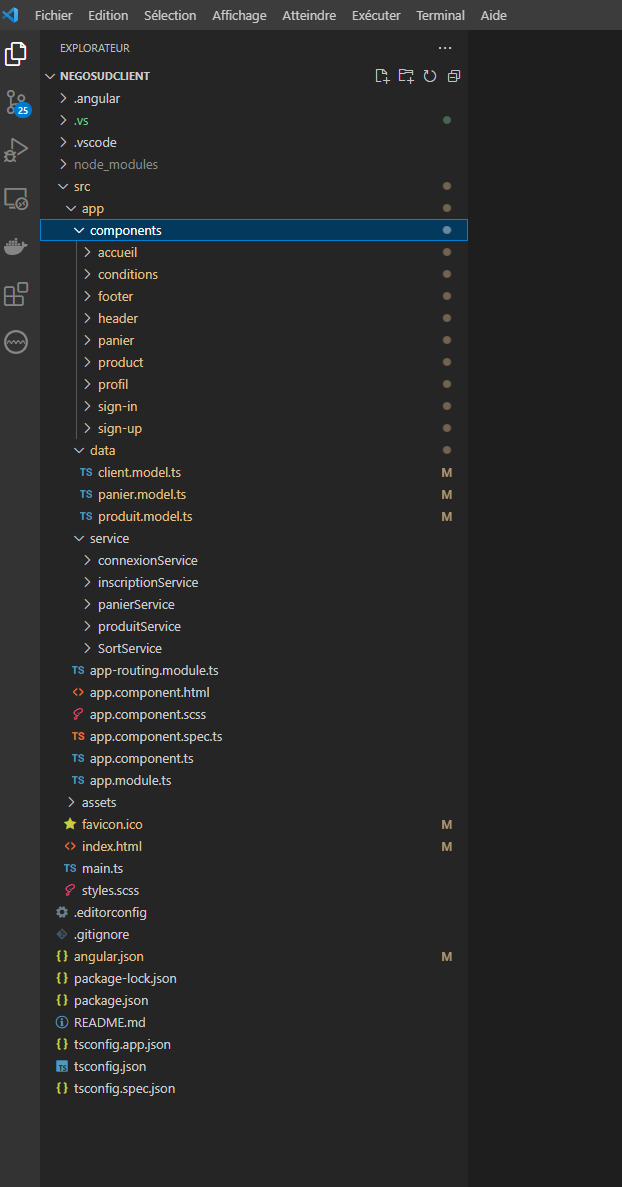 Fichier Edition Sélection Affichage Atteindre Exécuter Terminal Aide
EXPLORATEUR
NEGOSUDCLIENT
.angular
.vs
25
.vscode
node_modules
src
app
components
accueil
conditions
footer
header
panier
product
profil
sign-in
sign-up
data
TS client.model.ts M
TS panier.model.ts M
TS produit.model.ts M
service
connexionService
inscriptionService
panierService
produitService
SortService
TS app-routing.module.ts
<> app.component.html
app.component.scss
TS app.component.spec.ts
TS app.component.ts
TS app.module.ts
assets
favicon.ico M
<> index.html M
TS main.ts
styles.scss
.editorconfig
.gitignore
{} angular.json M
{} package-lock.json
{} package.json
README.md
{} tsconfig.app.json
TS tsconfig.json
{} tsconfig.spec.json